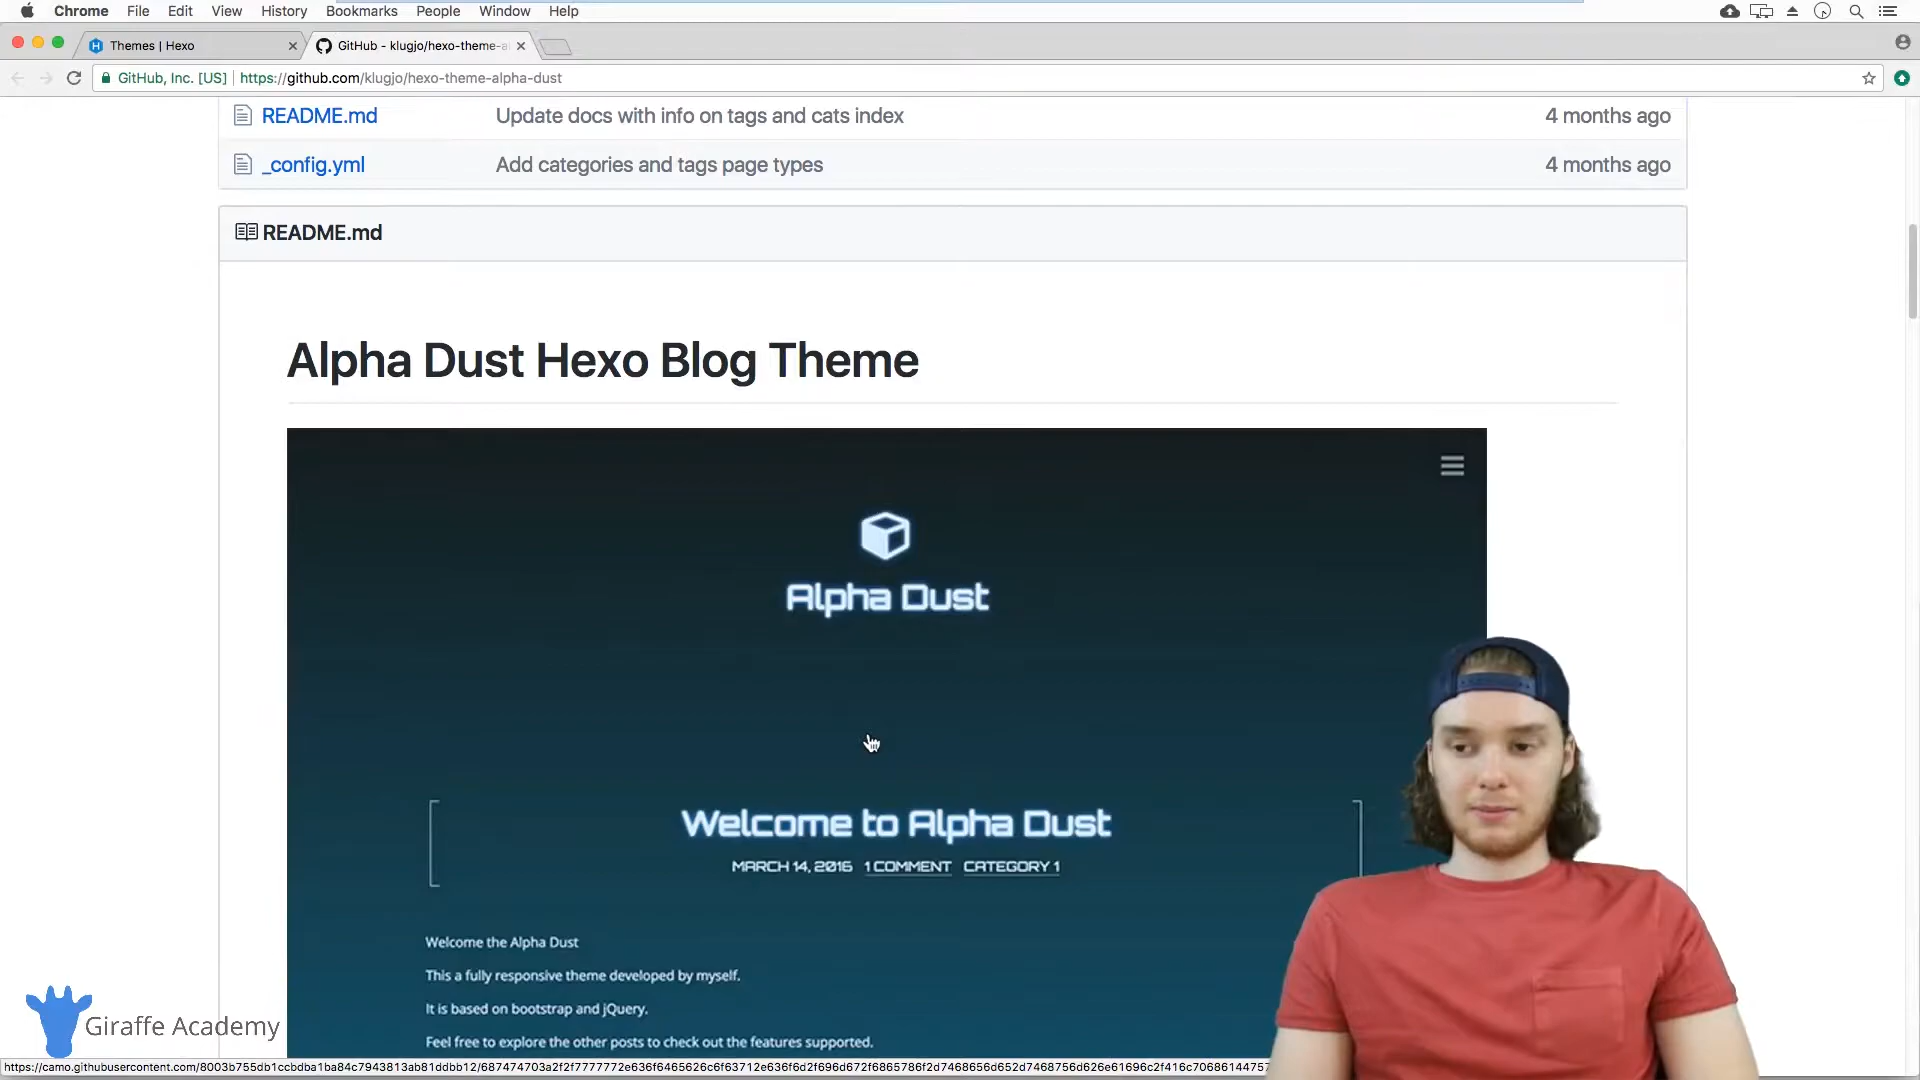 Chrome File Edit View History Bookmarks People Window Help
Themes | Hexo
GitHub - klugjo/hexo-theme-a
GitHub, Inc. [US] https://github.com/klugjo/hexo-theme-alpha-dust
README.md Update docs with info on tags and cats index 4 months ago
_config.yml Add categories and tags page types 4 months ago
README.md
Alpha Dust Hexo Blog Theme
Alpha Dust
Welcome to Alpha Dust
MARCH 14, 2016 1 COMMENT CATEGORY 1
Welcome the Alpha Dust
This a fully responsive theme developed by myself.
It is based on bootstrap and jQuery.
Feel free to explore the other posts to check out the features supported.
Giraffe Academy